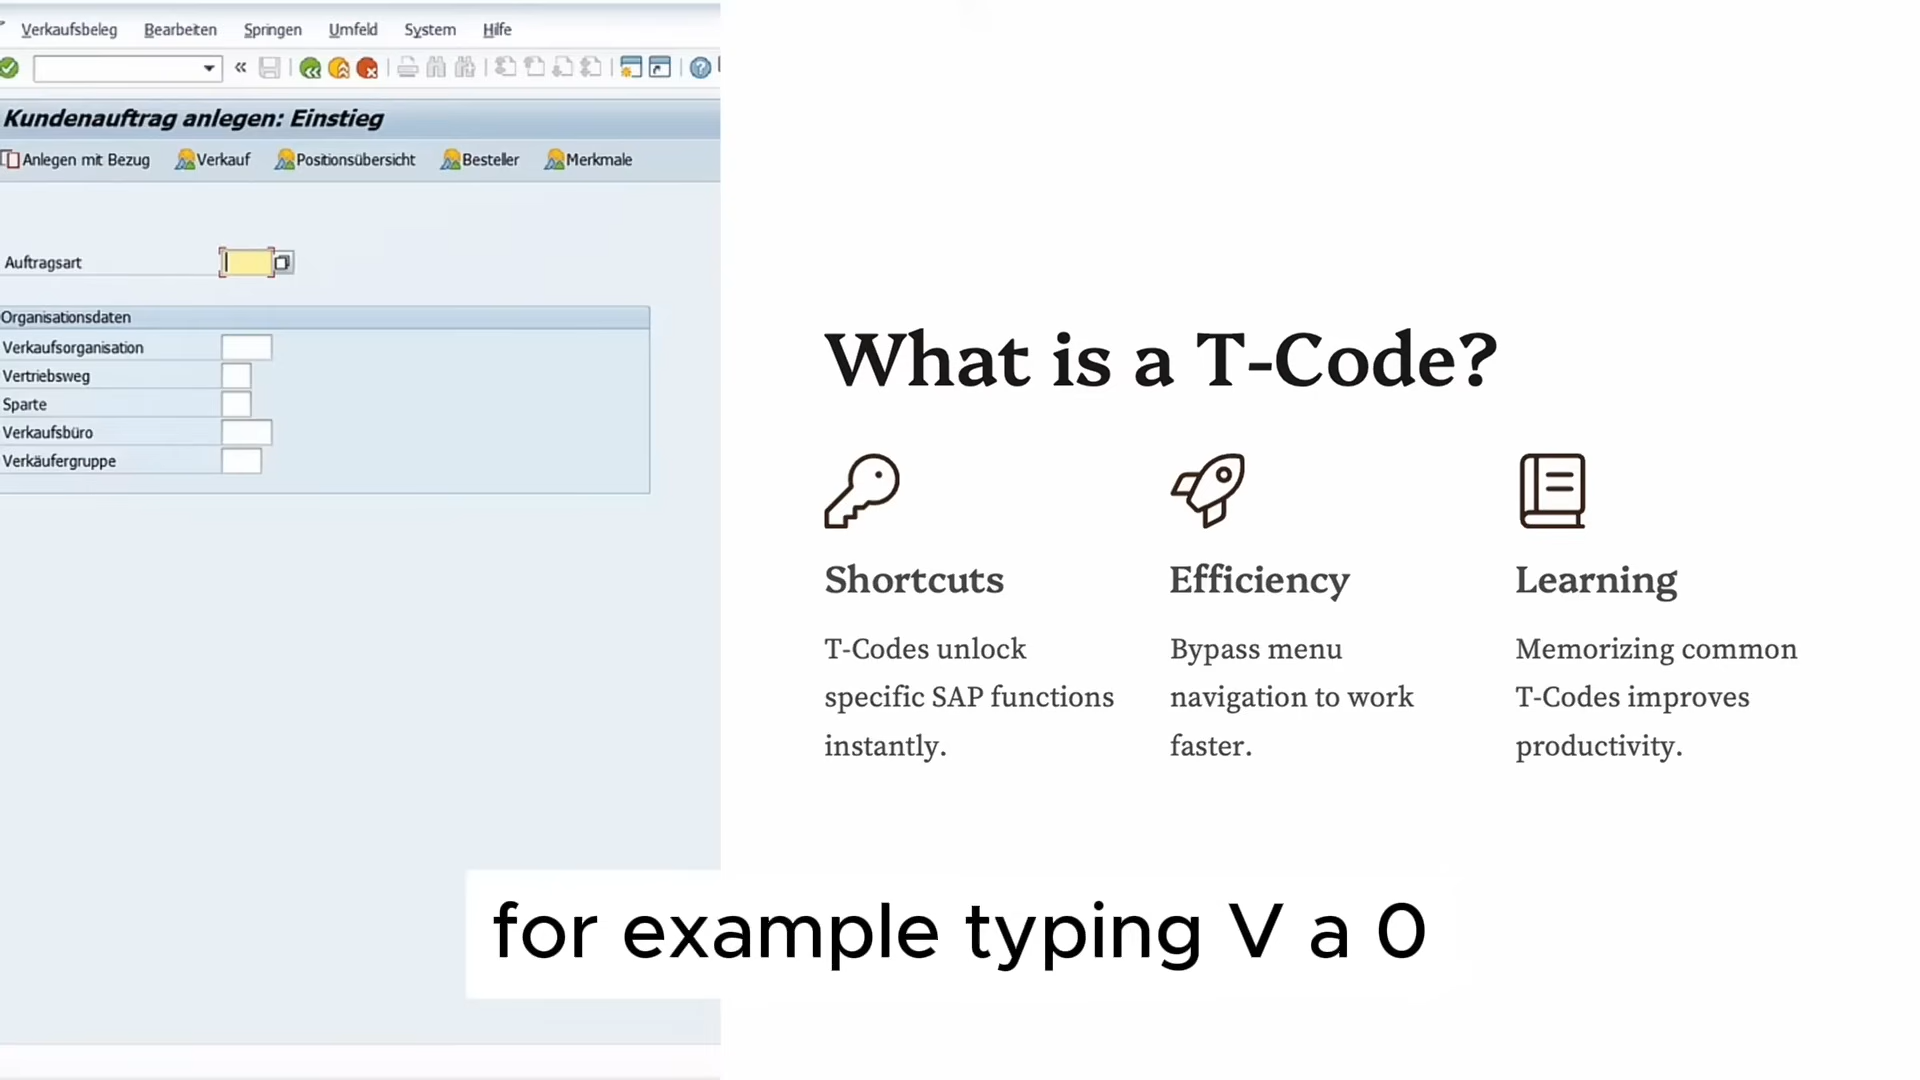 Verkaufsbeleg Bearbeiten Springen Umfeld System Hilfe
Kundenauftrag anlegen: Einstieg
Anlegen mit Bezug Verkauf Positionsübersicht Besteller Merkmale
Auftragsart
Organisationsdaten
Verkaufsorganisation
Vertriebsweg
Sparte
Verkaufsbüro
Verkäufergruppe
What is a T-Code?
Shortcuts
T-Codes unlock
specific SAP functions
instantly.
Efficiency
Bypass menu
navigation to work
faster.
Learning
Memorizing common
T-Codes improves
productivity.
for example typing V a 0